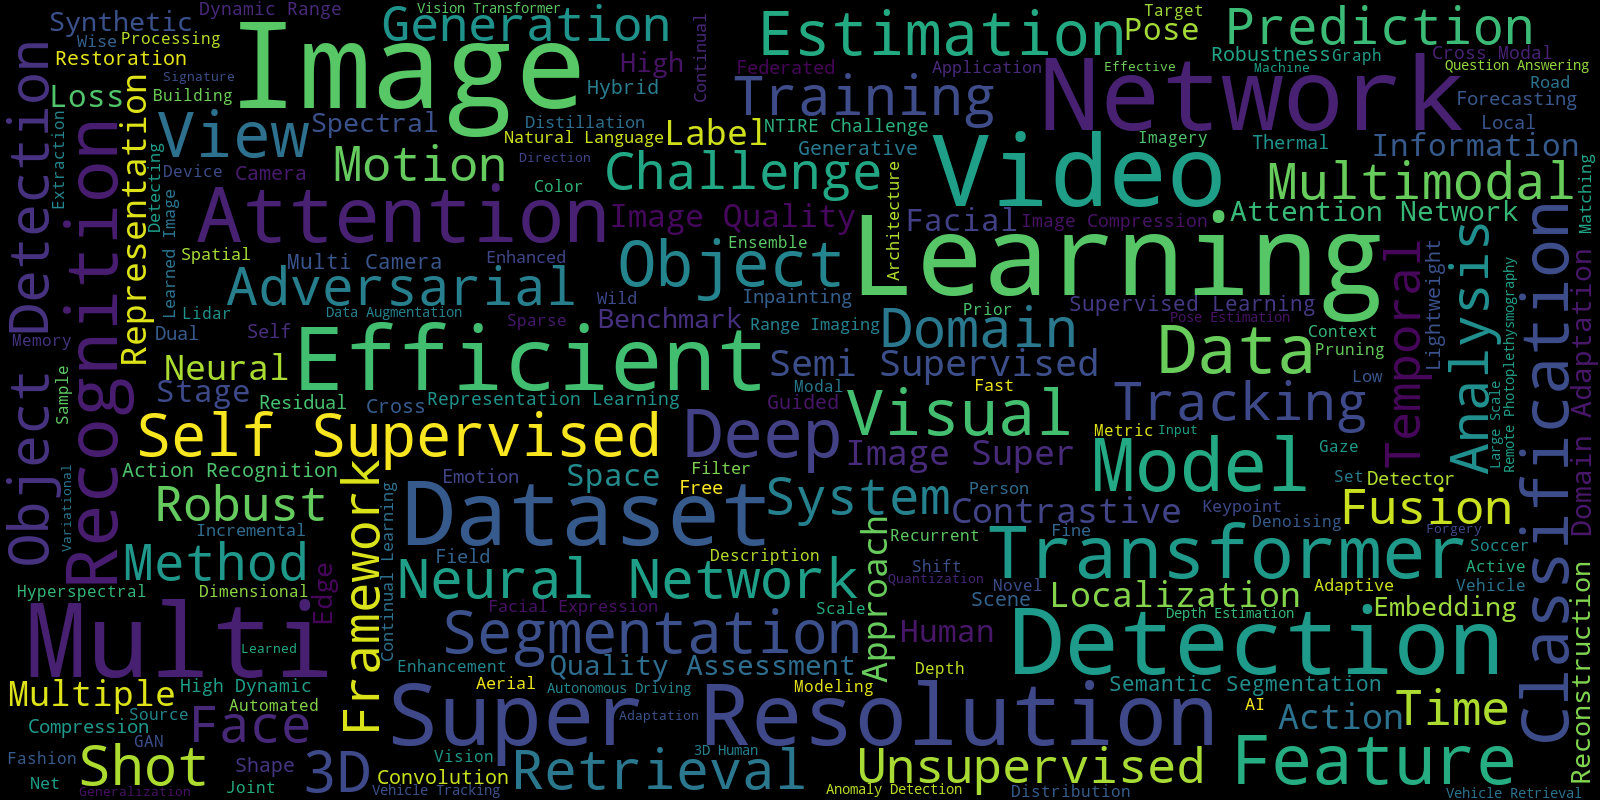 Synthetic
Dynamic Range
Vision Transformer
Generation
Image
Estimation
Target
Pose
Prediction
Wise
Processing
Restoration
Signature
High
Continual
Federated
Application
Robustness
Graph
Cross Modal
Effective
Machine
Question Answering
Loss
Building
Hybrid
Training
Network
Road
Forecasting
View
Spectral
Distillation
Label
NTIRE Challenge
Natural Language
Generative
Video
Imagery
Thermal
Local
Information
Object Detection
Recognition
Extraction
Representation
Detecting
Device
Camera
Motion
Direction
Color
Challenge
Multimodal
Matching
Attention
Image Quality
Architecture
Facial
Image Compression
Attention Network
Learned Image
Spatial
Multi Camera
Enhanced
Object
Ensemble
Learning
Temporal
Lightweight
Analysis
Remote Photoplethysmography
Large Scale
Classification
Domain Adaptation
Adversarial
Wild
Inpainting
Supervised Learning
Lidar
Data Augmentation
Sparse
Benchmark
Range Imaging
Prior
Pose Estimation
Memory
Dual
Self
Efficient
Domain
Data
Context
Pruning
Neural
Semi Supervised
Low
Sample
Stage
Residual
Cross
Representation Learning
Modal
Guided
Fast
Visual
Tracking
Self Supervised
Deep
Metric
Input
Action Recognition
Emotion
Space
Filter
Free
Image Super
Model
Gaze
Variational
Robust
Framework
Continual Learning
Dataset
System
Person
Contrastive
Keypoint
Set
Detector
Fusion
Incremental
Field
Description
Approach
Recurrent
Fine
Denoising
Forgery
Method
Neural Network
Shift
Transformer
Soccer
Active
Hyperspectral
Dimensional
Edge
Quantization
Novel
Scene
Localization
Adaptive
Vehicle
Facial Expression
Scale
Depth Estimation
Embedding
Reconstruction
Multi
Learned
Segmentation
Human
Detection
Enhancement
Quality Assessment
Depth
Multiple
High Dynamic
Automated
Aerial
Autonomous Driving
Modeling
Semantic Segmentation
Compression
Source
Face
Super Resolution
Adaptation
AI
Action
Time
GAN
Fashion
Shot
Shape
3D
Vision
3D Human
Convolution
Retrieval
Unsupervised
Feature
Net
Generalization
Joint
Vehicle Tracking
Anomaly Detection
Distribution
Vehicle Retrieval